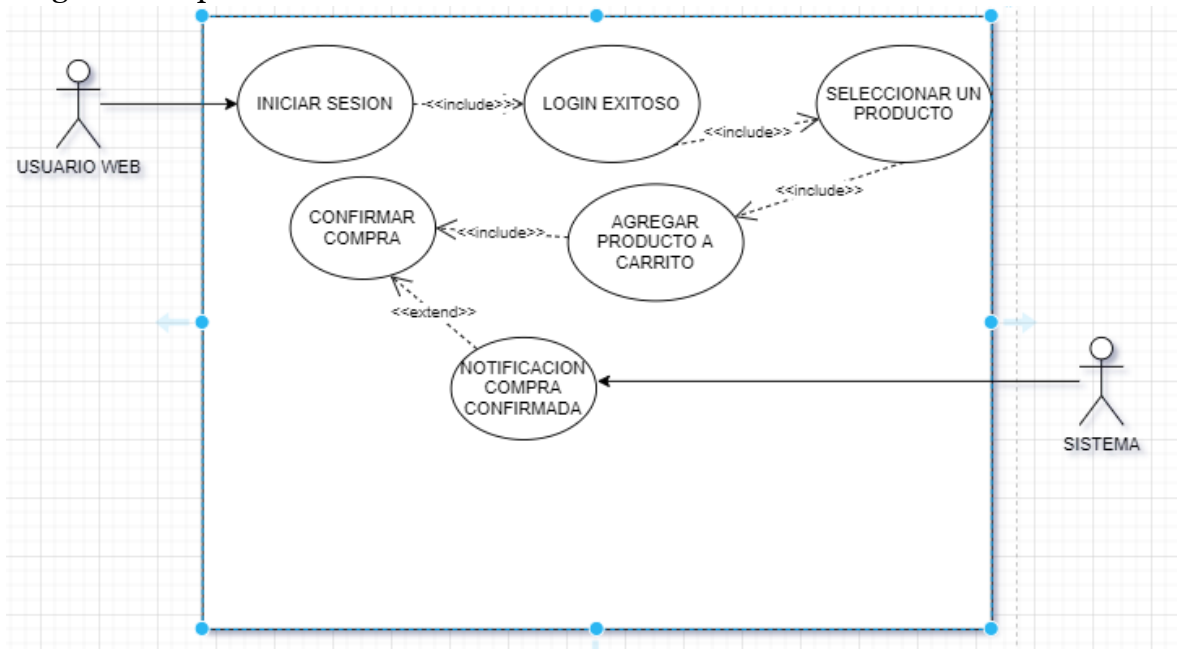 INICIAR SESION
<<include>>
LOGIN EXITOSO
SELECCIONAR UN
PRODUCTO
<<include>>
USUARIO WEB
<<include>>
CONFIRMAR
COMPRA
<<include>>
AGREGAR
PRODUCTO A
CARRITO
<<extend>>
NOTIFICACION
COMPRA
CONFIRMADA
SISTEMA